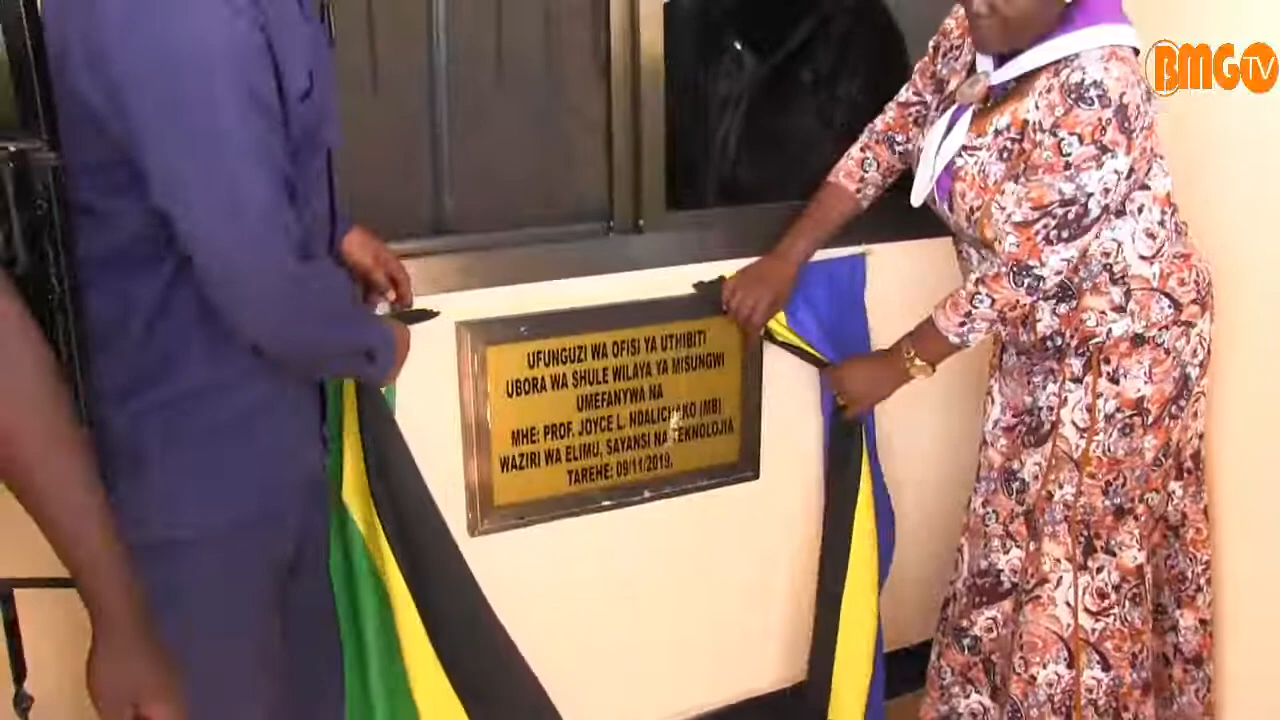 BMG TV
UFUNGUZI WA OFISI YA UTHIBITI
UBORA WA SHULE WILAYA YA MISUNGWI
UMEFANYWA NA
MHE: PROF. JOYCE L. NDALICHAKO (MB)
WAZIRI WA ELIMU, SAYANSI NA TEKNOLOJIA
TAREHE: 09/11/2019.